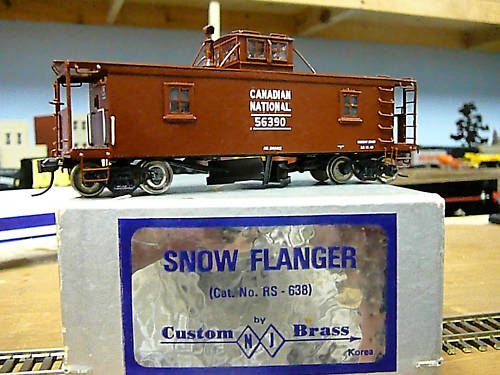 CANADIAN
NATIONAL
56390
SNOW FLANGER
(Cat. No. RS - 638)
by
Custom NJ Brass
Korea